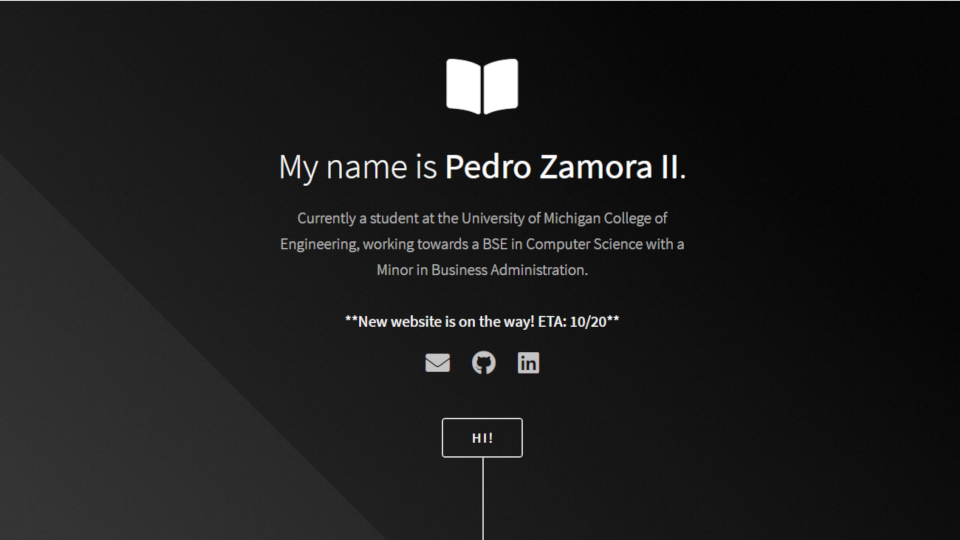 My name is Pedro Zamora II.
Currently a student at the University of Michigan College of
Engineering, working towards a BSE in Computer Science with a
Minor in Business Administration.
**New website is on the way! ETA: 10/20**
in
HI!